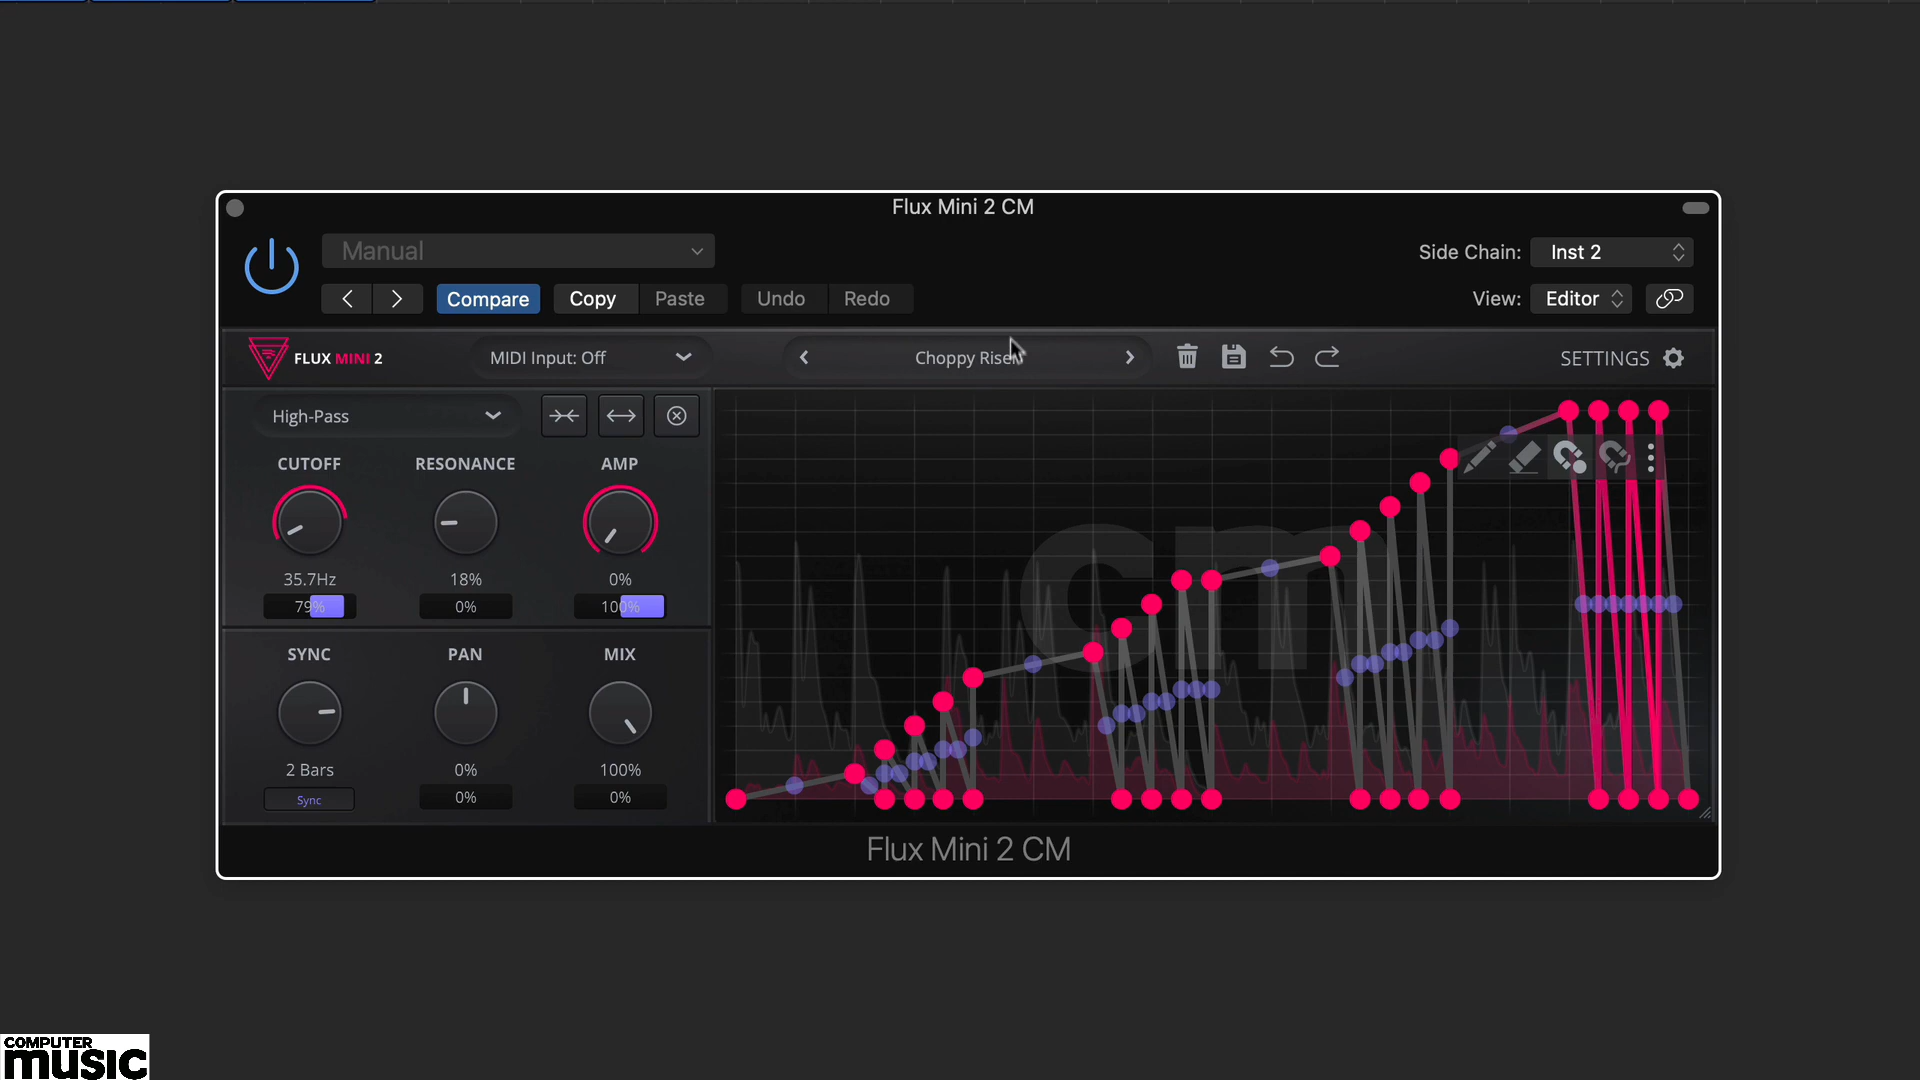 Flux Mini 2 CM
Manual
Side Chain: Inst 2
Compare Copy Paste Undo Redo
View: Editor
FLUX MINI 2
MIDI Input: Off
Choppy Riser
SETTINGS
High-Pass
CUTOFF RESONANCE AMP
35.7Hz 18% 0%
79% 0% 100%
SYNC PAN MIX
2 Bars 0% 100%
Sync 0% 0%
cm
Flux Mini 2 CM
COMPUTER
music